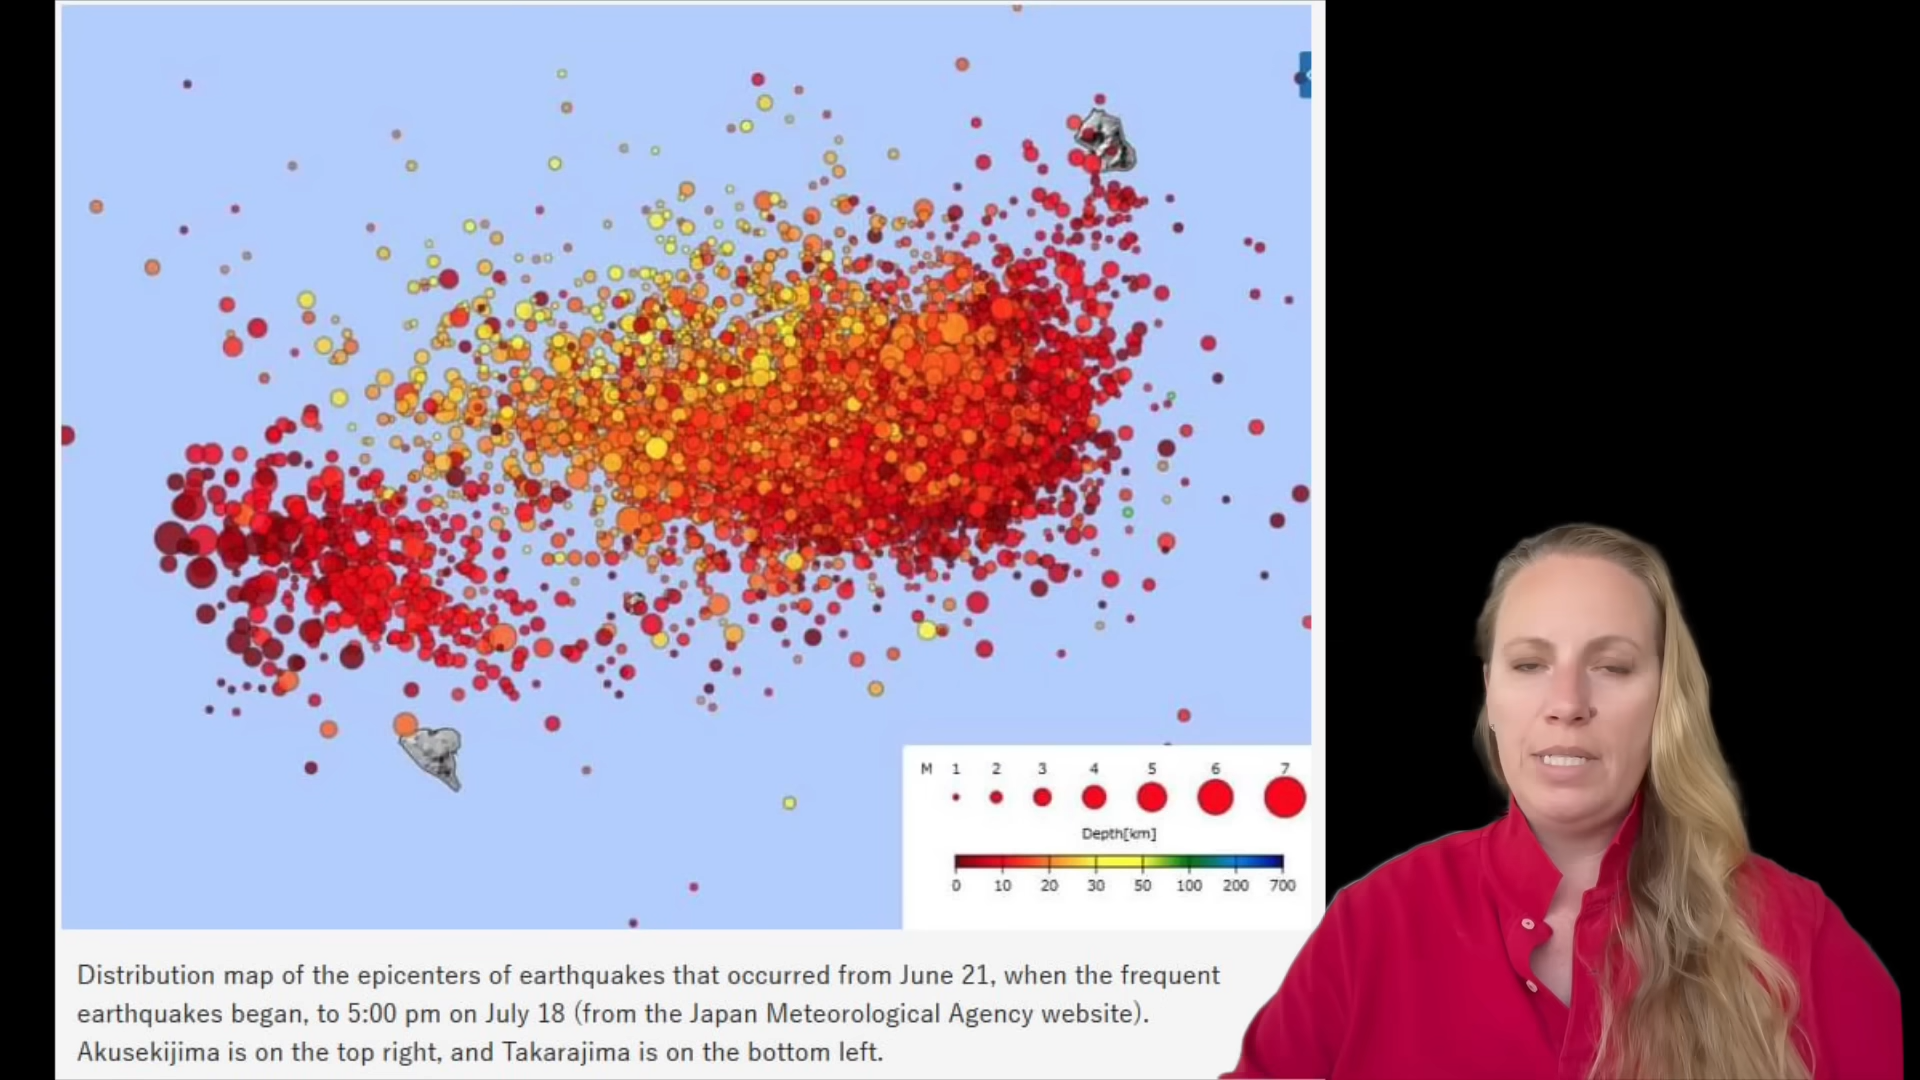 M 1 2 3 4 5 6 7
Depth[km]
0 10 20 30 50 100 200 700
Distribution map of the epicenters of earthquakes that occurred from June 21, when the frequent
earthquakes began, to 5:00 pm on July 18 (from the Japan Meteorological Agency website).
Akusekijima is on the top right, and Takarajima is on the bottom left.